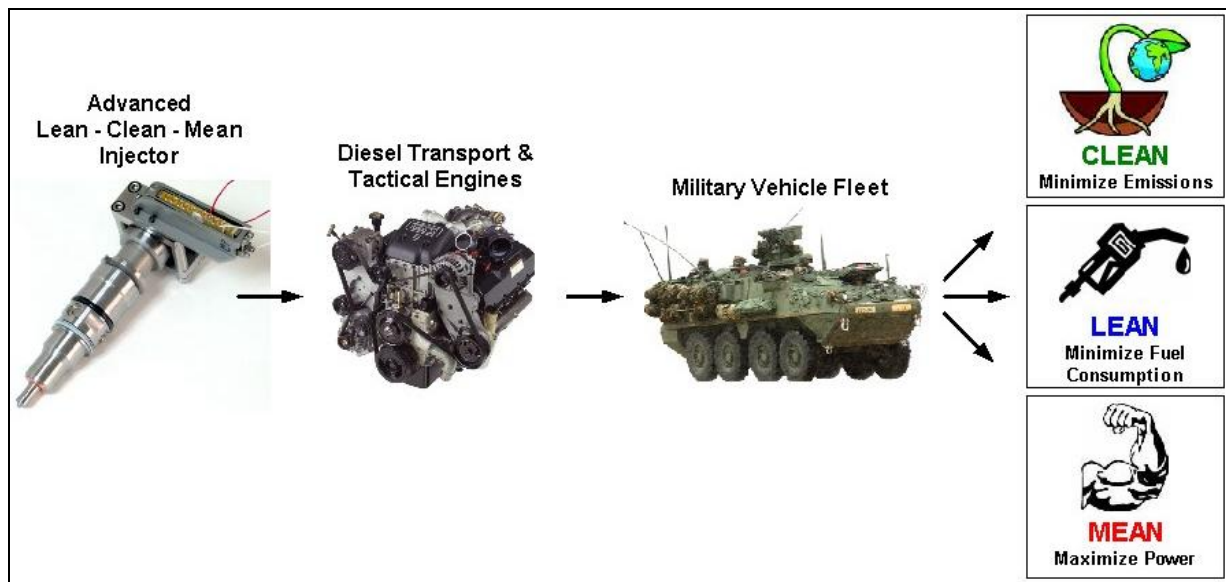 Advanced
Lean - Clean - Mean
Injector
Diesel Transport &
Tactical Engines
Military Vehicle Fleet
CLEAN
Minimize Emissions
LEAN
Minimize Fuel
Consumption
MEAN
Maximize Power